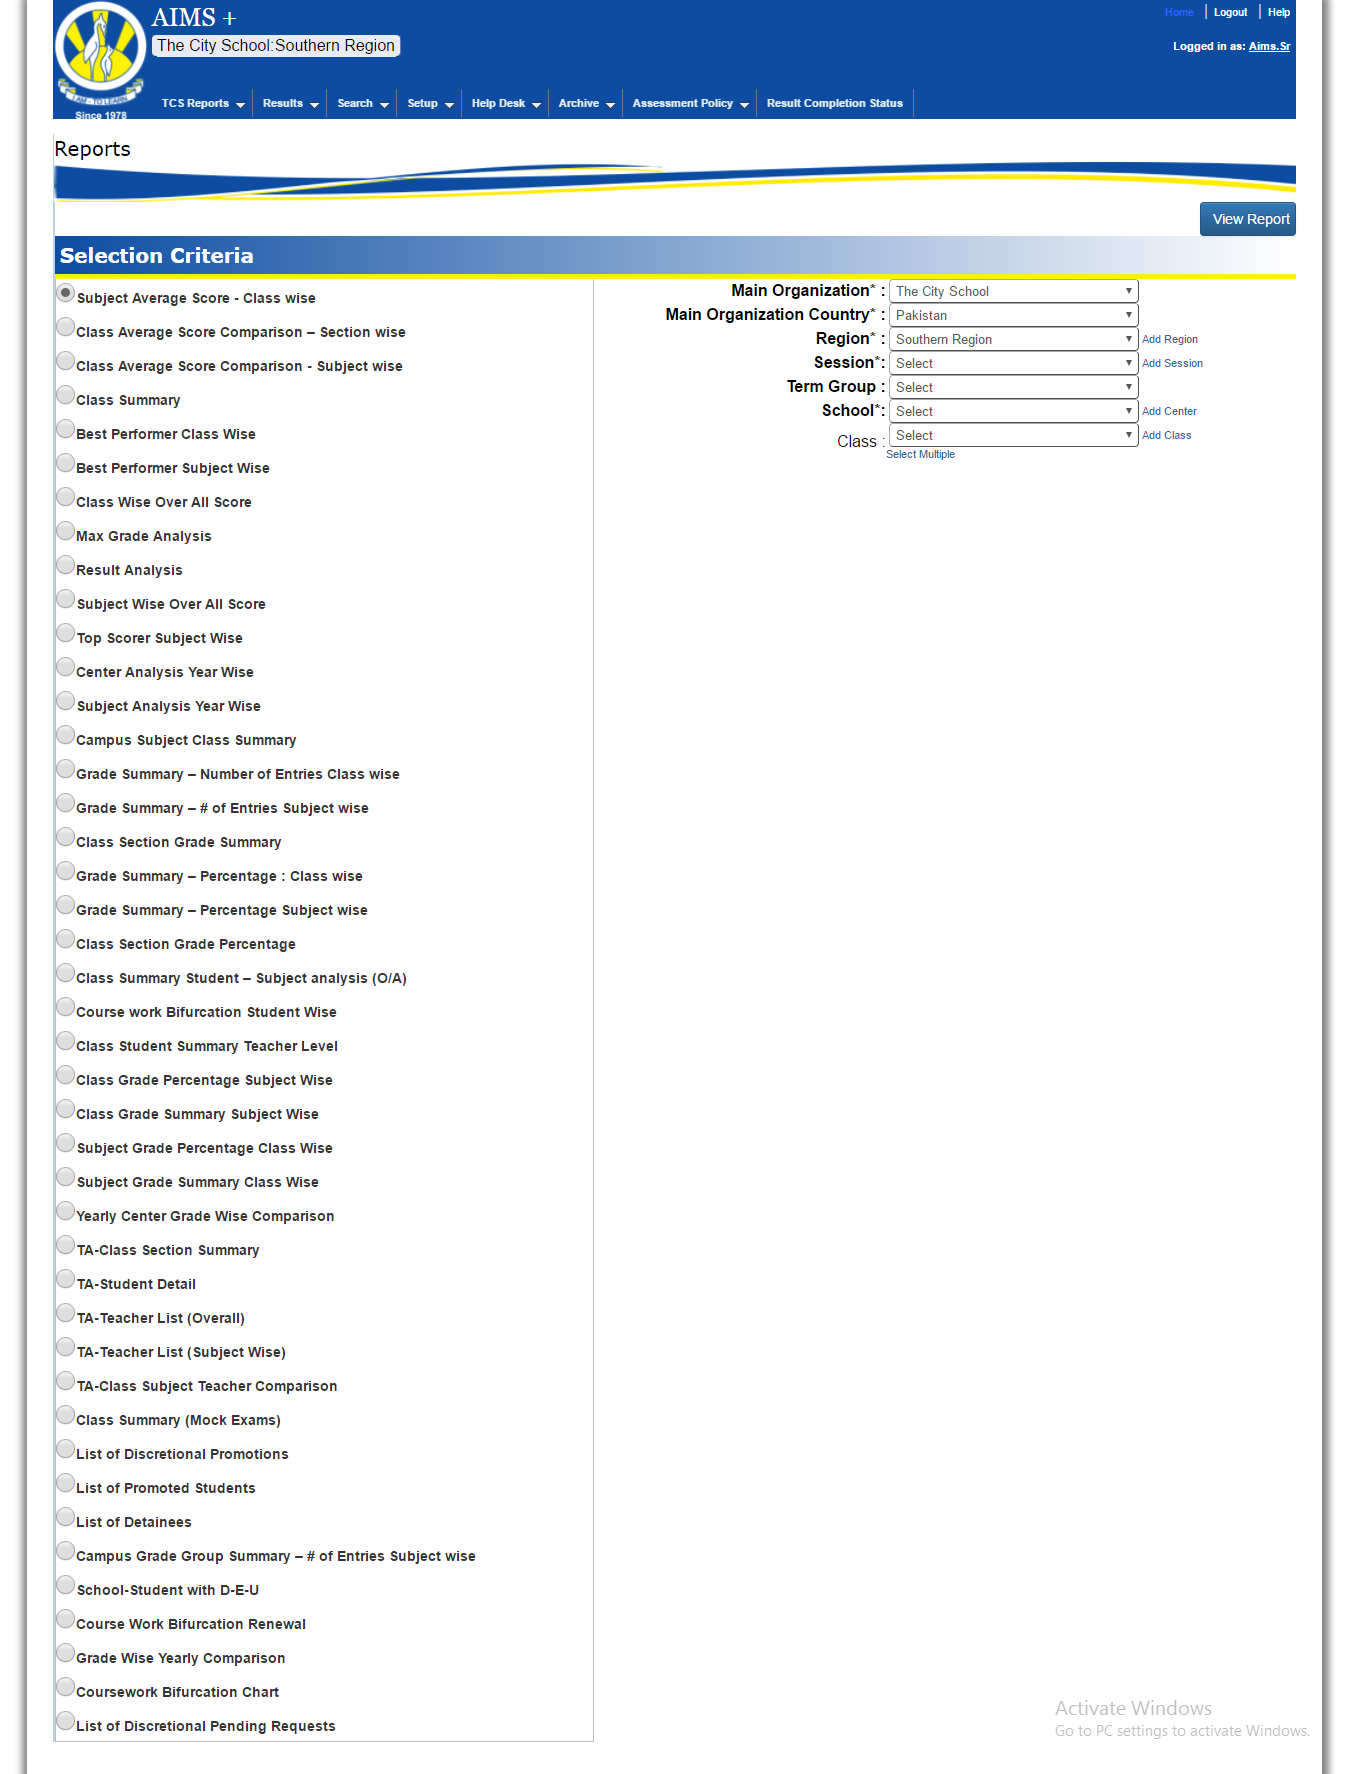 AIMS +
Home | Logout | Help
The City School:Southern Region
Logged in as: Aims.Sr
I AM - TO LEARN
Since 1978
TCS Reports
Results
Search
Setup
Help Desk
Archive
Assessment Policy
Result Completion Status
Reports
View Report
Selection Criteria
Subject Average Score - Class wise
Class Average Score Comparison – Section wise
Class Average Score Comparison - Subject wise
Class Summary
Best Performer Class Wise
Best Performer Subject Wise
Class Wise Over All Score
Max Grade Analysis
Result Analysis
Subject Wise Over All Score
Top Scorer Subject Wise
Center Analysis Year Wise
Subject Analysis Year Wise
Campus Subject Class Summary
Grade Summary – Number of Entries Class wise
Grade Summary – # of Entries Subject wise
Class Section Grade Summary
Grade Summary – Percentage : Class wise
Grade Summary – Percentage Subject wise
Class Section Grade Percentage
Class Summary Student – Subject analysis (O/A)
Course work Bifurcation Student Wise
Class Student Summary Teacher Level
Class Grade Percentage Subject Wise
Class Grade Summary Subject Wise
Subject Grade Percentage Class Wise
Subject Grade Summary Class Wise
Yearly Center Grade Wise Comparison
TA-Class Section Summary
TA-Student Detail
TA-Teacher List (Overall)
TA-Teacher List (Subject Wise)
TA-Class Subject Teacher Comparison
Class Summary (Mock Exams)
List of Discretional Promotions
List of Promoted Students
List of Detainees
Campus Grade Group Summary – # of Entries Subject wise
School-Student with D-E-U
Course Work Bifurcation Renewal
Grade Wise Yearly Comparison
Coursework Bifurcation Chart
List of Discretional Pending Requests
Main Organization* : The City School
Main Organization Country* : Pakistan
Region* : Southern Region Add Region
Session*: Select Add Session
Term Group : Select
School*: Select Add Center
Class : Select Add Class
Select Multiple
Activate Windows
Go to PC settings to activate Windows.